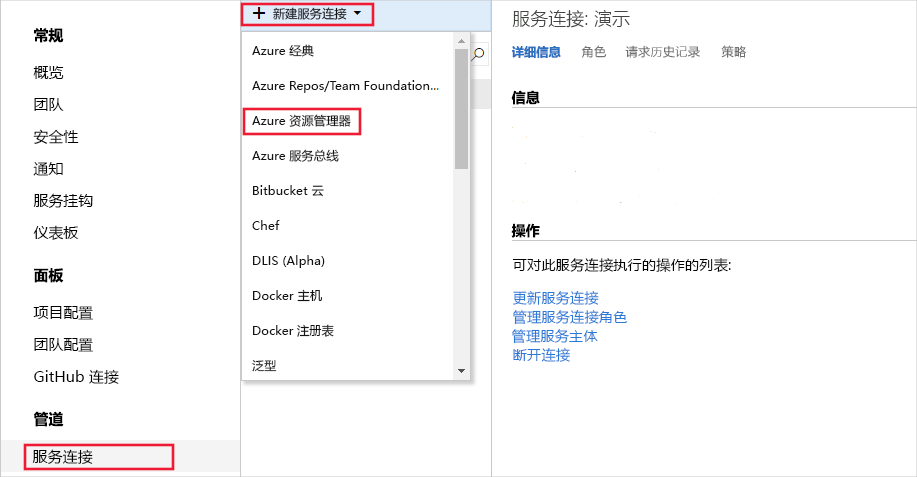 常规
概览
团队
安全性
通知
服务挂钩
仪表板
面板
项目配置
团队配置
GitHub 连接
管道
服务连接
+ 新建服务连接
Azure 经典
Azure Repos/Team Foundation...
Azure 资源管理器
Azure 服务总线
Bitbucket 云
Chef
DLIS (Alpha)
Docker 主机
Docker 注册表
泛型
服务连接: 演示
详细信息 角色 请求历史记录 策略
信息
操作
可对此服务连接执行的操作的列表:
更新服务连接
管理服务连接角色
管理服务主体
断开连接